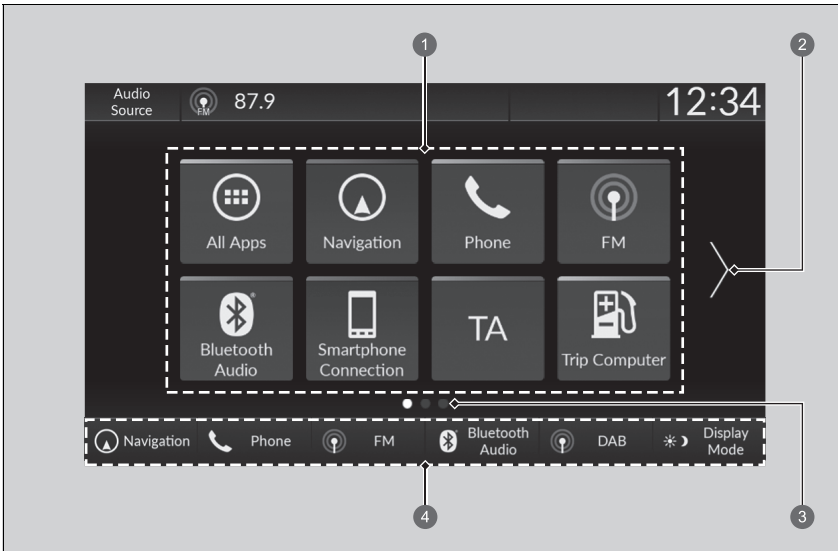 1
2
Audio
Source
FM
87.9
12:34
All Apps
Navigation
Phone
FM
Bluetooth®
Audio
Smartphone
Connection
TA
Trip Computer
Navigation
Phone
FM
Bluetooth
Audio
DAB
Display
Mode
4
3